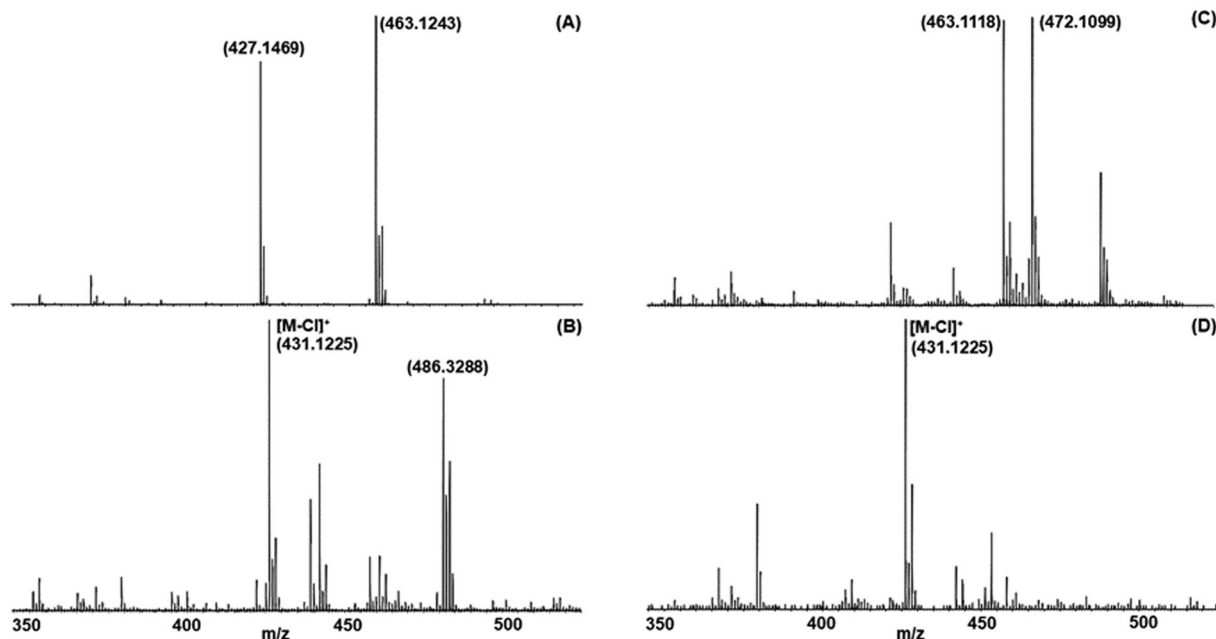 (A)
(463.1243)
(427.1469)
(C)
(463.1118) (472.1099)
(B)
[M-Cl]⁺
(431.1225)
(486.3288)
350 400 450 500
m/z
(D)
[M-Cl]⁺
(431.1225)
350 400 450 500
m/z